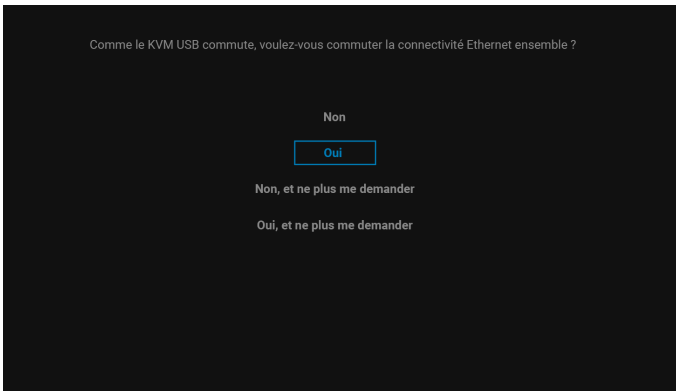 Comme le KVM USB commute, voulez-vous commuter la connectivité Ethernet ensemble ?
Non
Oui
Non, et ne plus me demander
Oui, et ne plus me demander